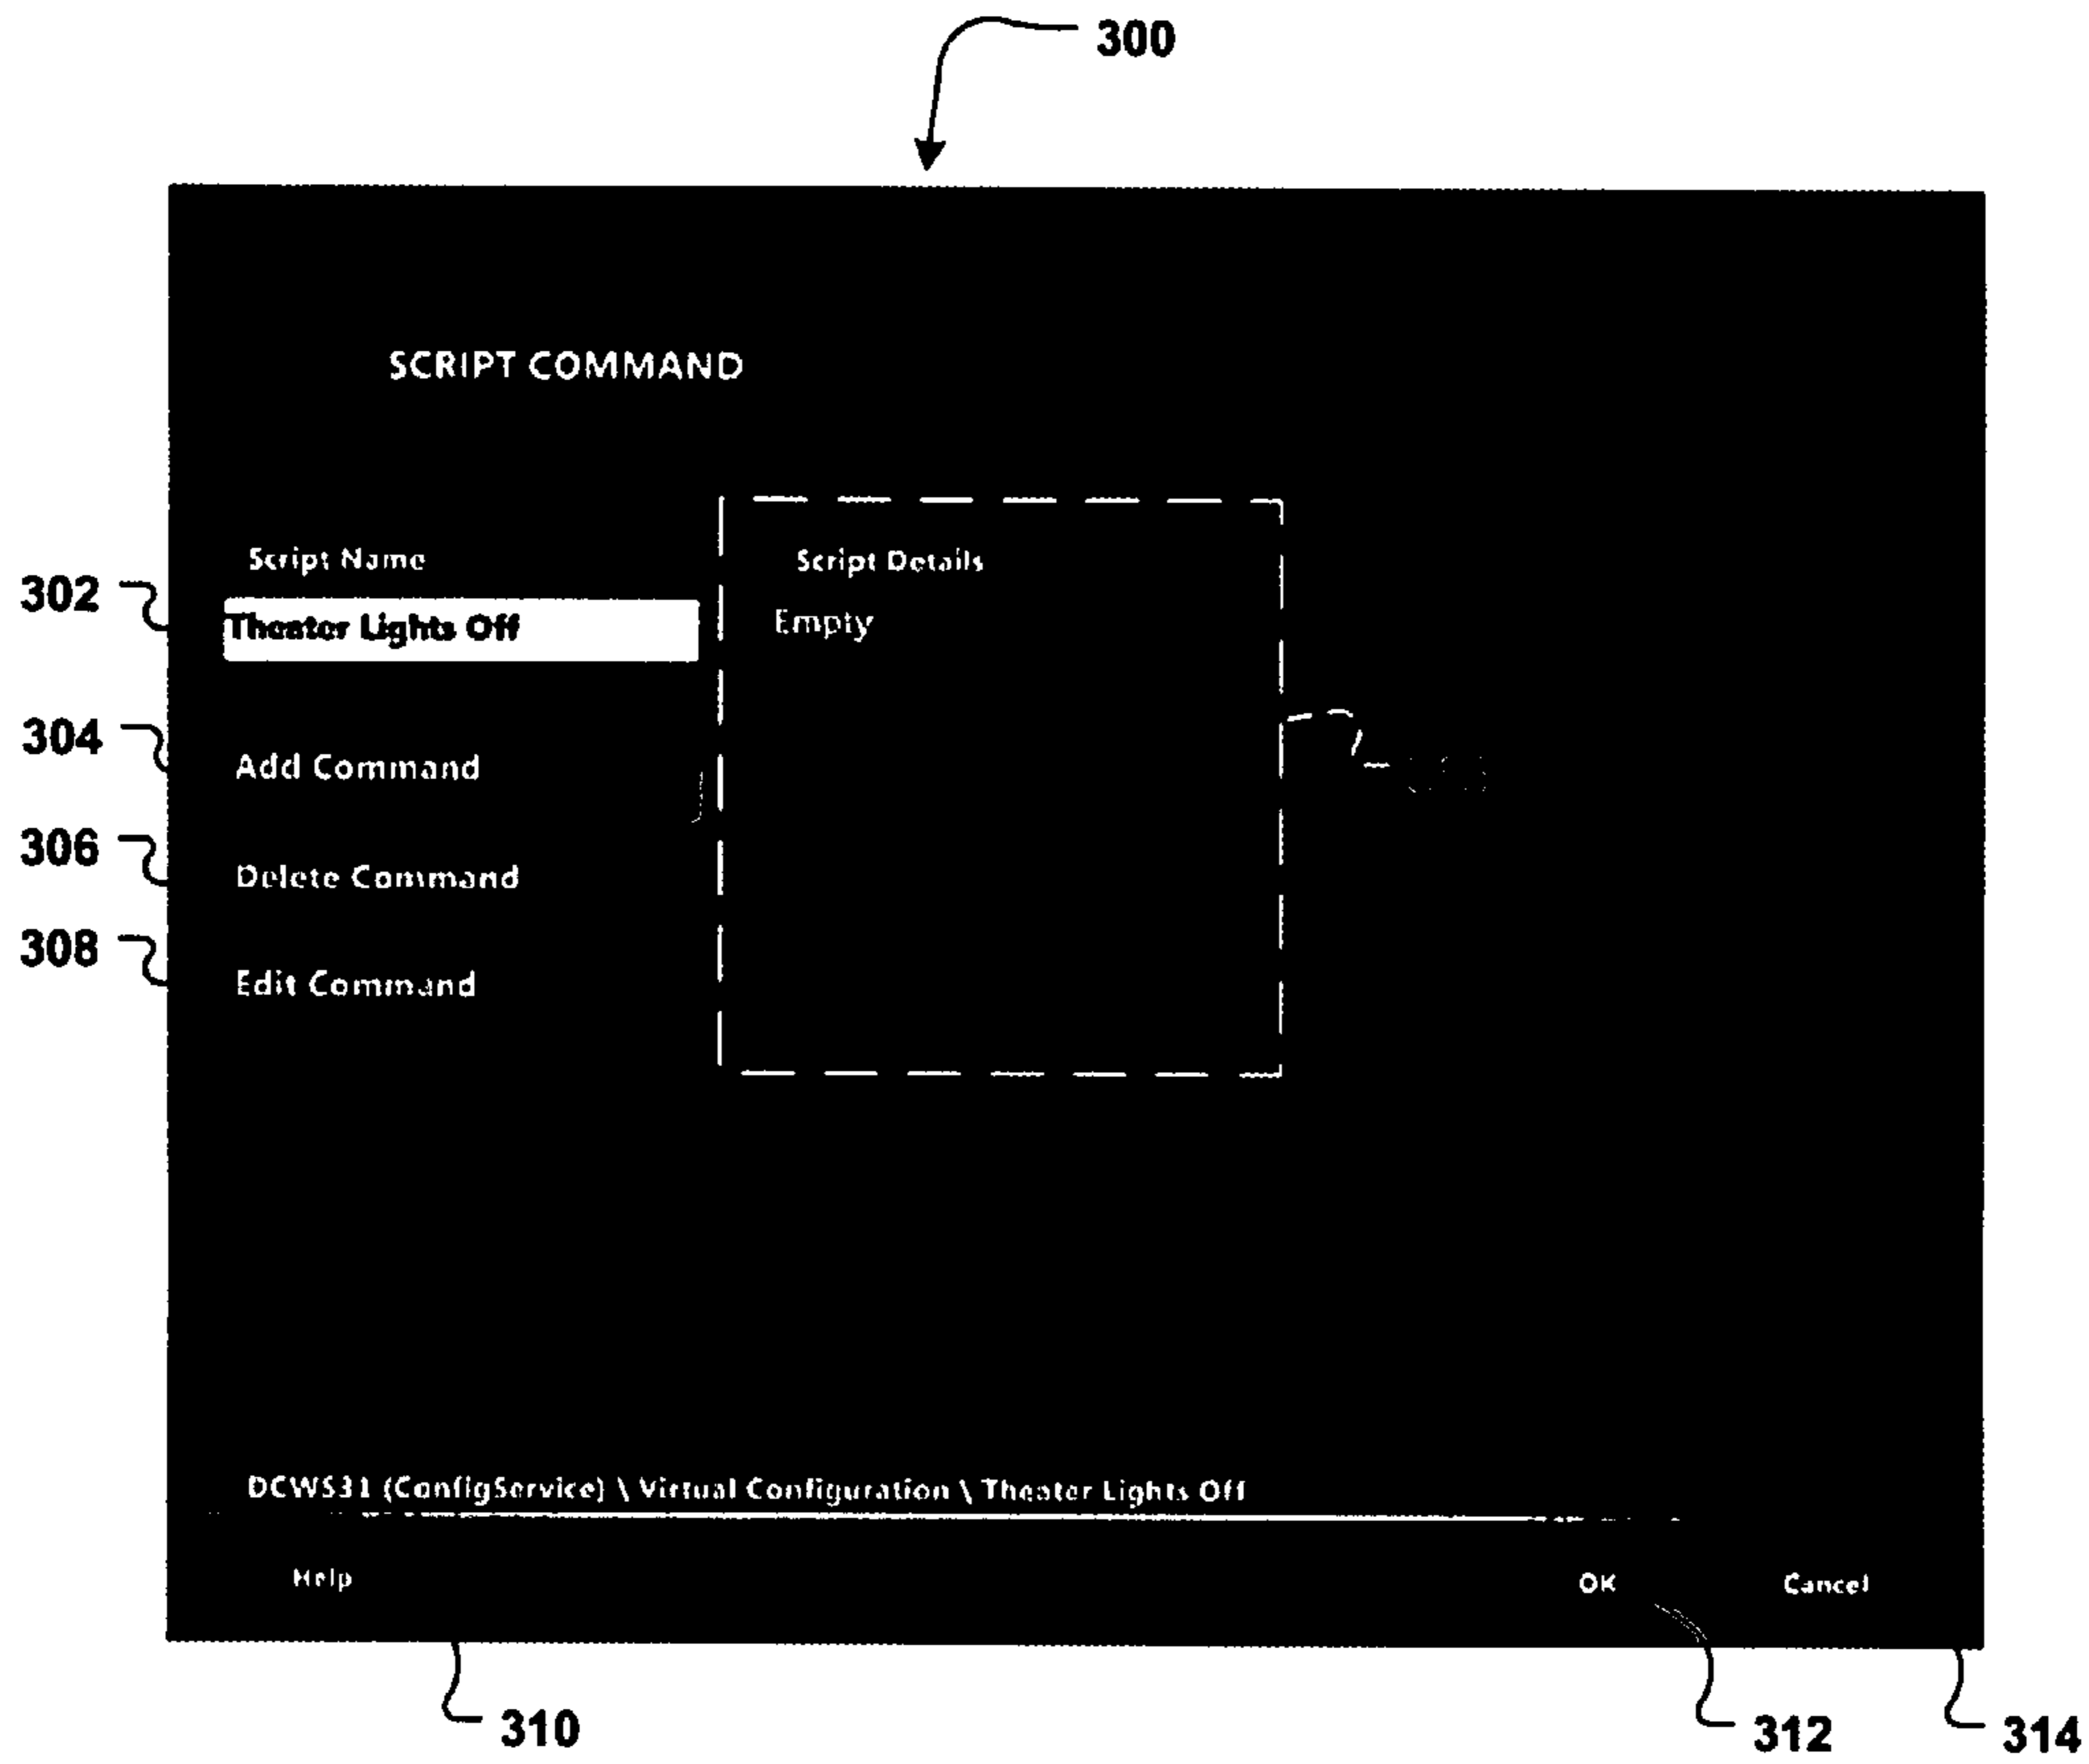 300
SCRIPT COMMAND
Script Name
Script Details
302
Theater Lights Off
Empty
304
Add Command
306
Delete Command
308
Edit Command
DCWS31 (ConfigService) \ Virtual Configuration \ Theater Lights Off
Help
OK
Cancel
310
312
314